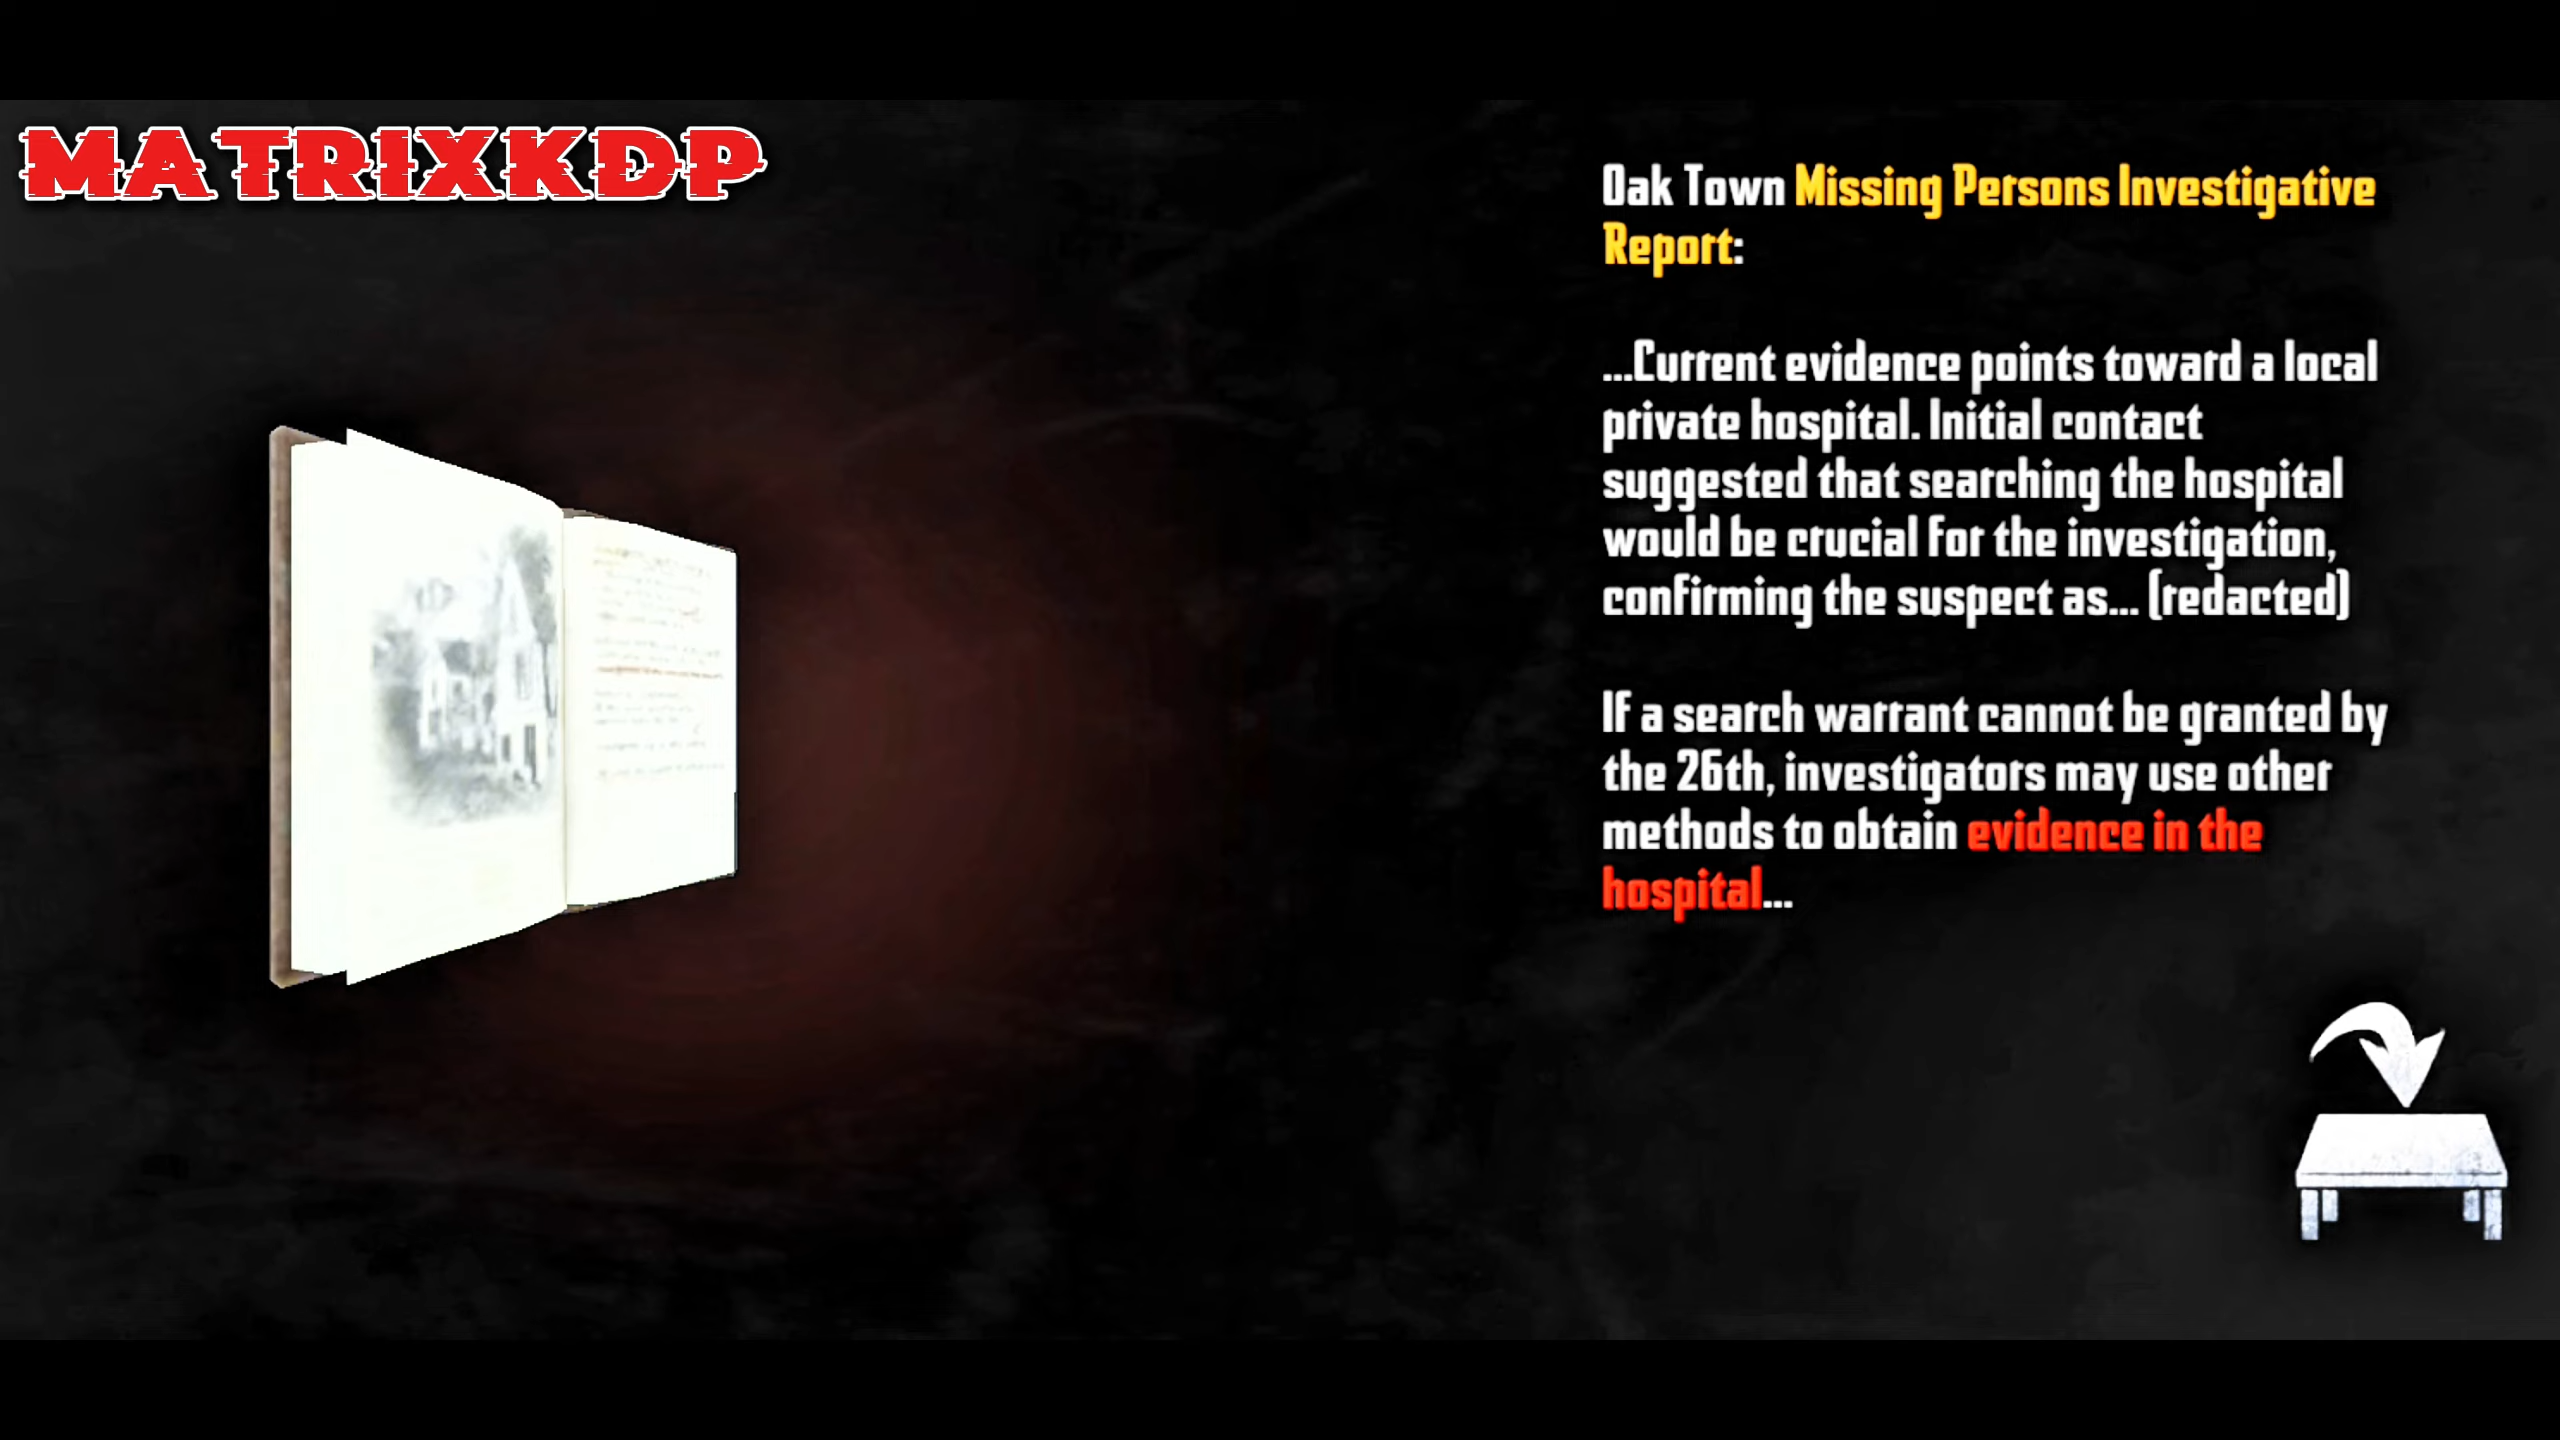 MATRIXKDP
Oak Town Missing Persons Investigative
Report:
...Current evidence points toward a local
private hospital. Initial contact
suggested that searching the hospital
would be crucial for the investigation,
confirming the suspect as... (redacted)
If a search warrant cannot be granted by
the 26th, investigators may use other
methods to obtain evidence in the
hospital...